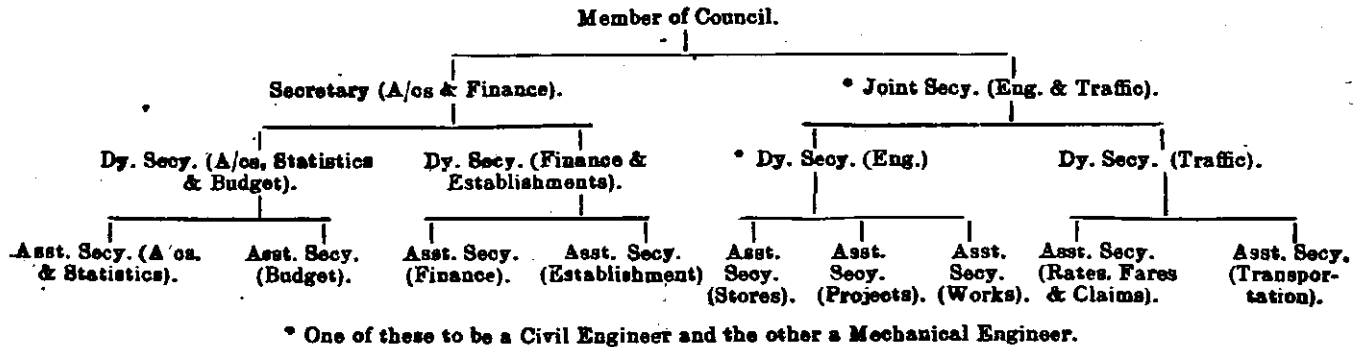 Member of Council.
Secretary (A/cs & Finance).
* Joint Secy. (Eng. & Traffic).
Dy. Secy. (A/cs, Statistics
& Budget).
Dy. Secy. (Finance &
Establishments).
* Dy. Secy. (Eng.)
Dy. Secy. (Traffic).
Asst. Secy. (A/cs.
& Statistics).
Asst. Secy.
(Budget).
Asst. Secy.
(Finance).
Asst. Secy.
(Establishment)
Asst.
Secy.
(Stores).
Asst.
Secy.
(Projects).
Asst.
Secy.
(Works).
Asst. Secy.
(Rates, Fares
& Claims).
Asst. Secy.
(Transpor-
tation).
* One of these to be a Civil Engineer and the other a Mechanical Engineer.